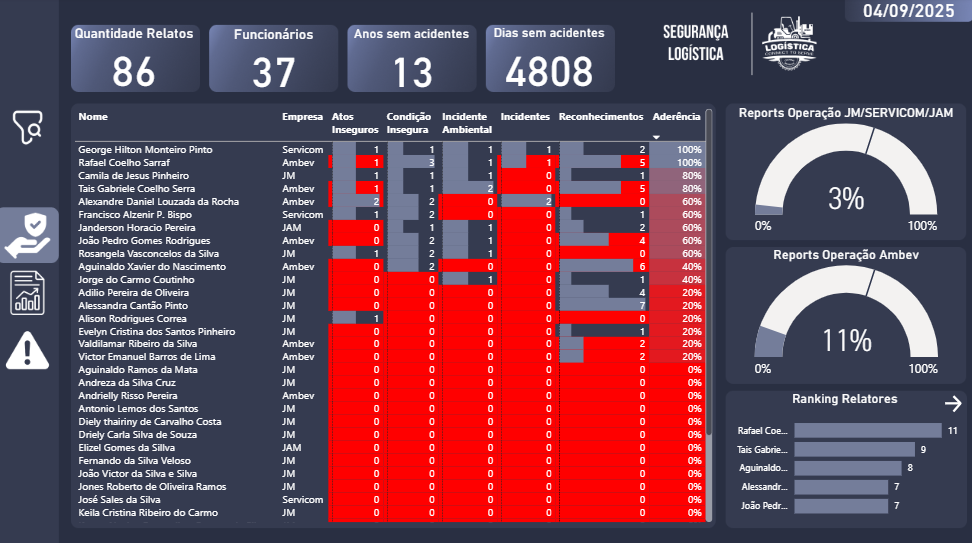 04/09/2025
Quantidade Relatos
86
Funcionários
37
Anos sem acidentes
13
Dias sem acidentes
4808
SEGURANÇA
LOGÍSTICA
LOGÍSTICA
CONNECT TO SERVE
Nome Empresa Atos Inseguros Condição Insegura Incidente Ambiental Incidentes Reconhecimentos Aderência
George Hilton Monteiro Pinto Servicom 1 1 1 1 2 100%
Rafael Coelho Sarraf Ambev 1 3 1 1 5 100%
Camila de Jesus Pinheiro JM 1 1 1 0 1 80%
Tais Gabriele Coelho Serra Ambev 1 1 2 0 5 80%
Alexandre Daniel Louzada da Rocha Ambev 2 2 0 2 0 60%
Francisco Alzenir P. Bispo Servicom 1 2 0 0 1 60%
Janderson Horacio Pereira JAM 0 1 1 0 2 60%
João Pedro Gomes Rodrigues Ambev 0 2 1 0 4 60%
Rosangela Vasconcelos da Silva JM 1 2 1 0 0 60%
Aguinaldo Xavier do Nascimento Ambev 0 2 0 0 6 40%
Jorge do Carmo Coutinho JM 0 0 1 0 1 40%
Adilio Pereira de Oliveira JM 0 0 0 0 4 20%
Alessandra Cantão Pinto JM 0 0 0 0 7 20%
Alison Rodrigues Correa JM 1 0 0 0 0 20%
Evelyn Cristina dos Santos Pinheiro JM 0 0 0 0 1 20%
Valdilamar Ribeiro da Silva Ambev 0 0 0 0 2 20%
Victor Emanuel Barros de Lima Ambev 0 0 0 0 2 20%
Aguinaldo Ramos da Mata JM 0 0 0 0 0 0%
Andreza da Silva Cruz JM 0 0 0 0 0 0%
Andrielly Risso Pereira Ambev 0 0 0 0 0 0%
Antonio Lemos dos Santos JM 0 0 0 0 0 0%
Diely thairiny de Carvalho Costa JM 0 0 0 0 0 0%
Driely Carla Silva de Souza JM 0 0 0 0 0 0%
Elizel Gomes da Sillva JAM 0 0 0 0 0 0%
Fernando da Silva Veloso JM 0 0 0 0 0 0%
João Victor da Silva e Silva JM 0 0 0 0 0 0%
Jones Roberto de Oliveira Ramos JM 0 0 0 0 0 0%
José Sales da Silva Servicom 0 0 0 0 0 0%
Keila Cristina Ribeiro do Carmo JM 0 0 0 0 0 0%
Reports Operação JM/SERVICOM/JAM
3%
0% 100%
Reports Operação Ambev
11%
0% 100%
Ranking Relatores
Rafael Coe... 11
Tais Gabrie... 9
Aguinaldo... 8
Alessandr... 7
João Pedr... 7